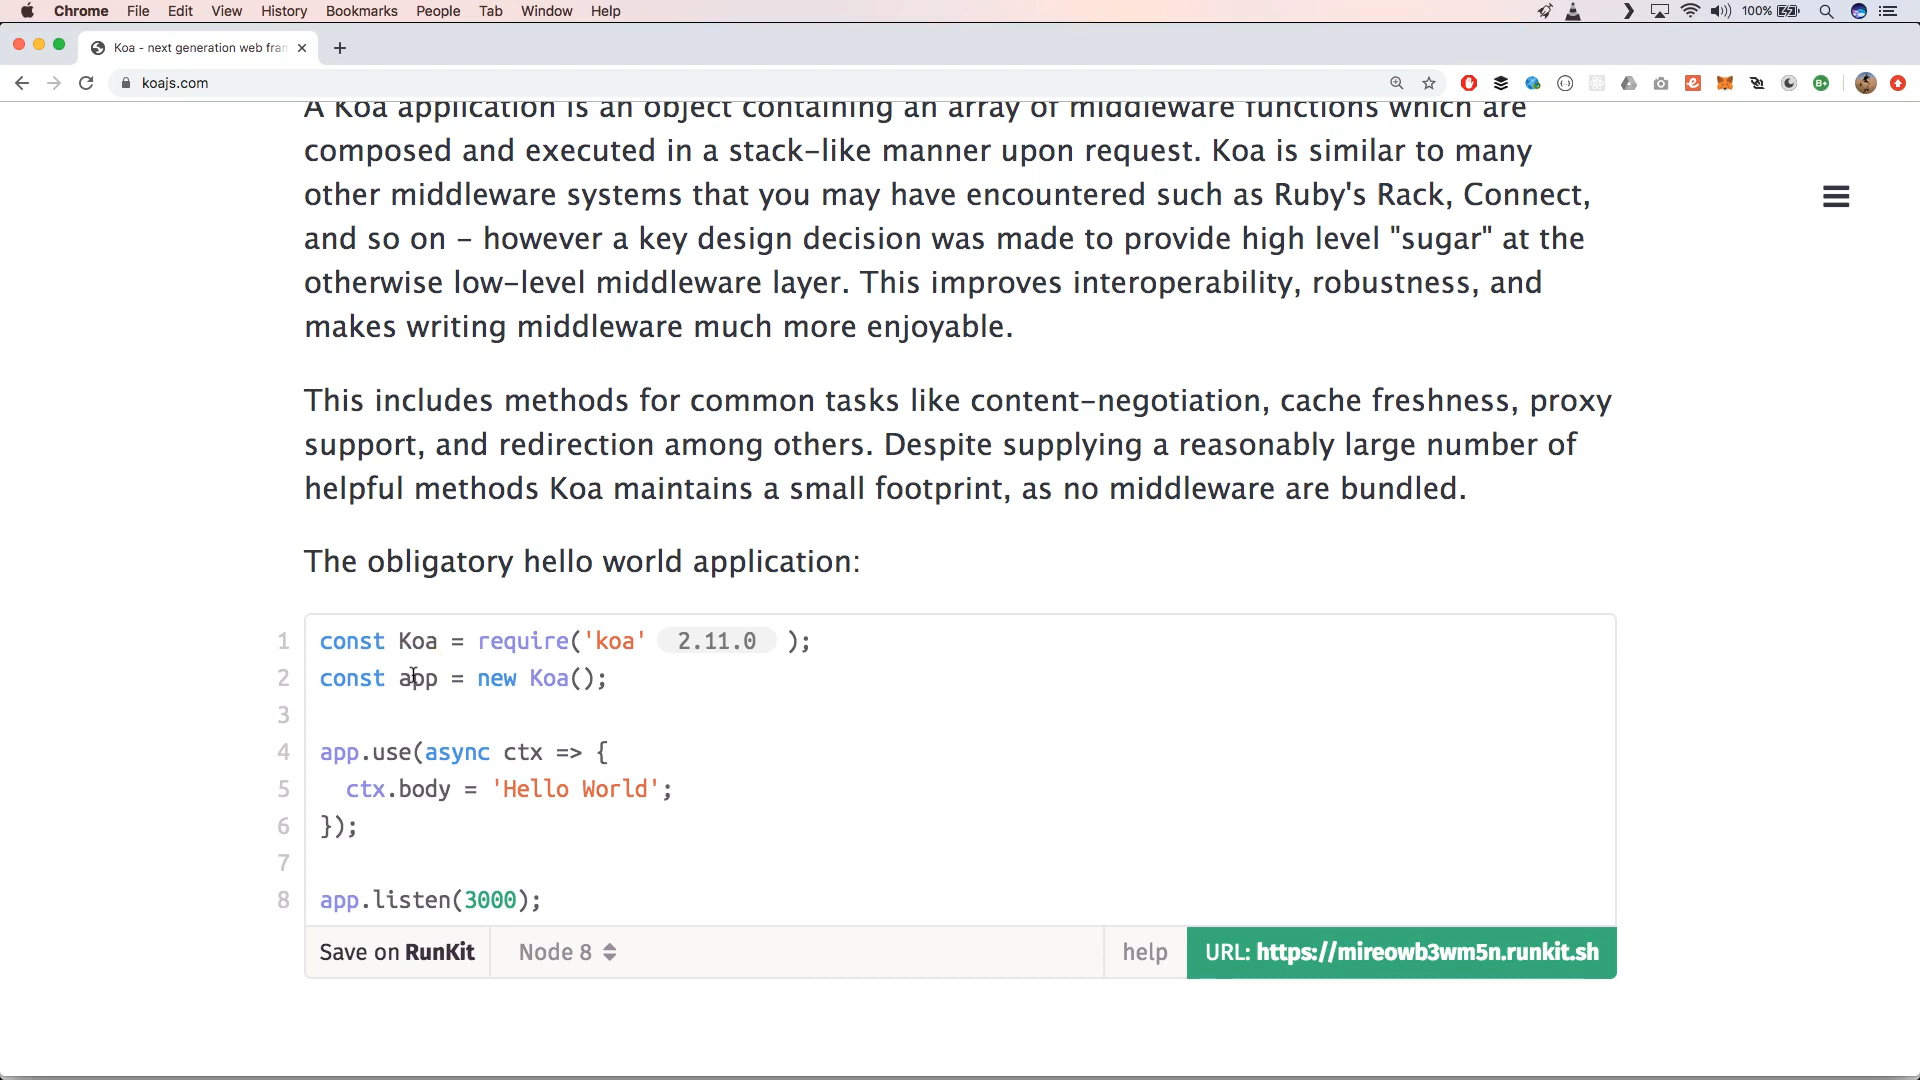 Chrome File Edit View History Bookmarks People Tab Window Help 100%
Koa - next generation web fran
koajs.com
A Koa application is an object containing an array of middleware functions which are
composed and executed in a stack-like manner upon request. Koa is similar to many
other middleware systems that you may have encountered such as Ruby's Rack, Connect,
and so on – however a key design decision was made to provide high level "sugar" at the
otherwise low-level middleware layer. This improves interoperability, robustness, and
makes writing middleware much more enjoyable.
This includes methods for common tasks like content-negotiation, cache freshness, proxy
support, and redirection among others. Despite supplying a reasonably large number of
helpful methods Koa maintains a small footprint, as no middleware are bundled.
The obligatory hello world application:
1 const Koa = require('koa' 2.11.0 );
2 const app = new Koa();
3
4 app.use(async ctx => {
5 ctx.body = 'Hello World';
6 });
7
8 app.listen(3000);
Save on RunKit Node 8 help URL: https://mireowb3wm5n.runkit.sh